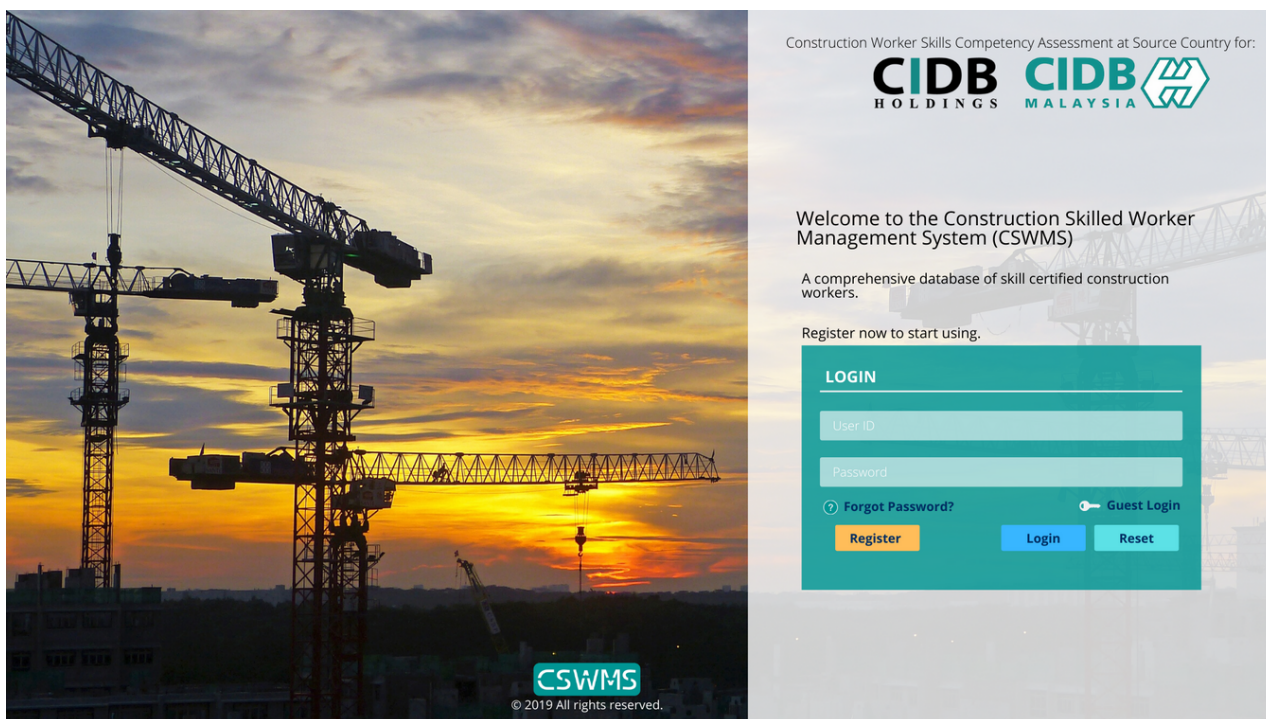 Construction Worker Skills Competency Assessment at Source Country for:
CIDB
HOLDINGS
CIDB
MALAYSIA
Welcome to the Construction Skilled Worker
Management System (CSWMS)
A comprehensive database of skill certified construction
workers.
Register now to start using.
LOGIN
User ID
Password
? Forgot Password?
Guest Login
Register
Login
Reset
CSWMS
© 2019 All rights reserved.